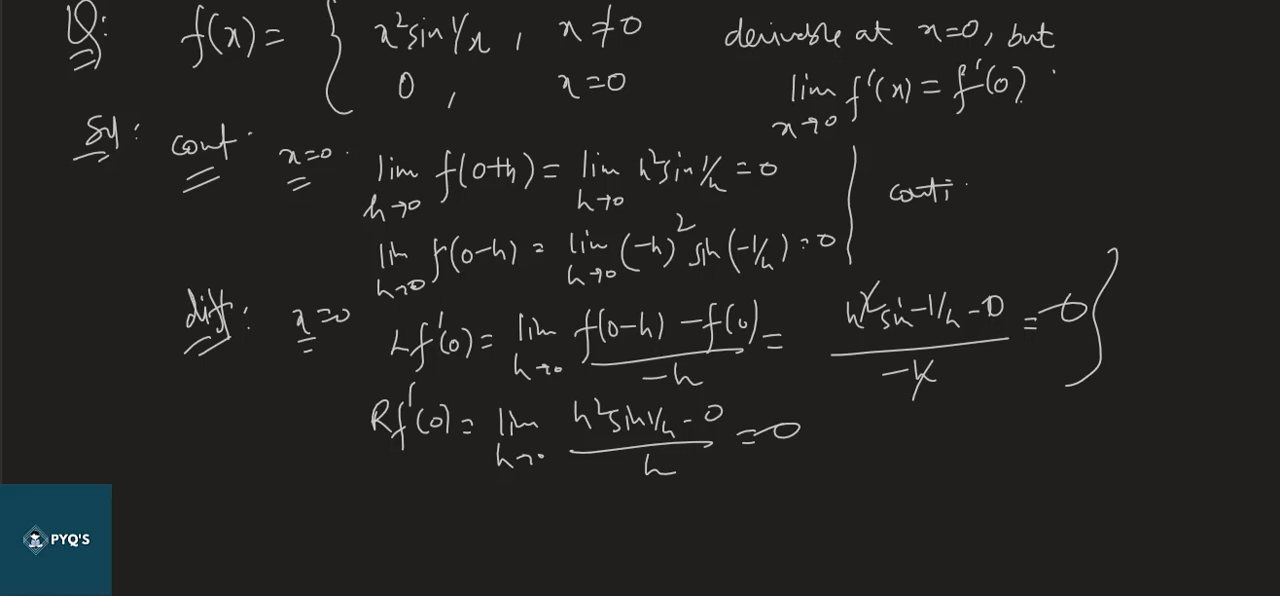 Q: f(x) = { x² sin 1/x , x ≠ 0 derivable at x=0, but
0 , x=0 lim x→0 f'(x) = f'(0)?
Sol: cont. x=0. lim h→0 f(0+h) = lim h→0 h² sin 1/h = 0
conti.
lim h→0 f(0-h) = lim h→0 (-h)² sin(-1/h) = 0
diff: x=0 Lf'(0) = lim h→0 f(0-h) - f(0) / -h = h² sin -1/h - 0 / -h = 0 }
Rf'(0) = lim h→0 h² sin 1/h - 0 / h = 0
PYQ'S